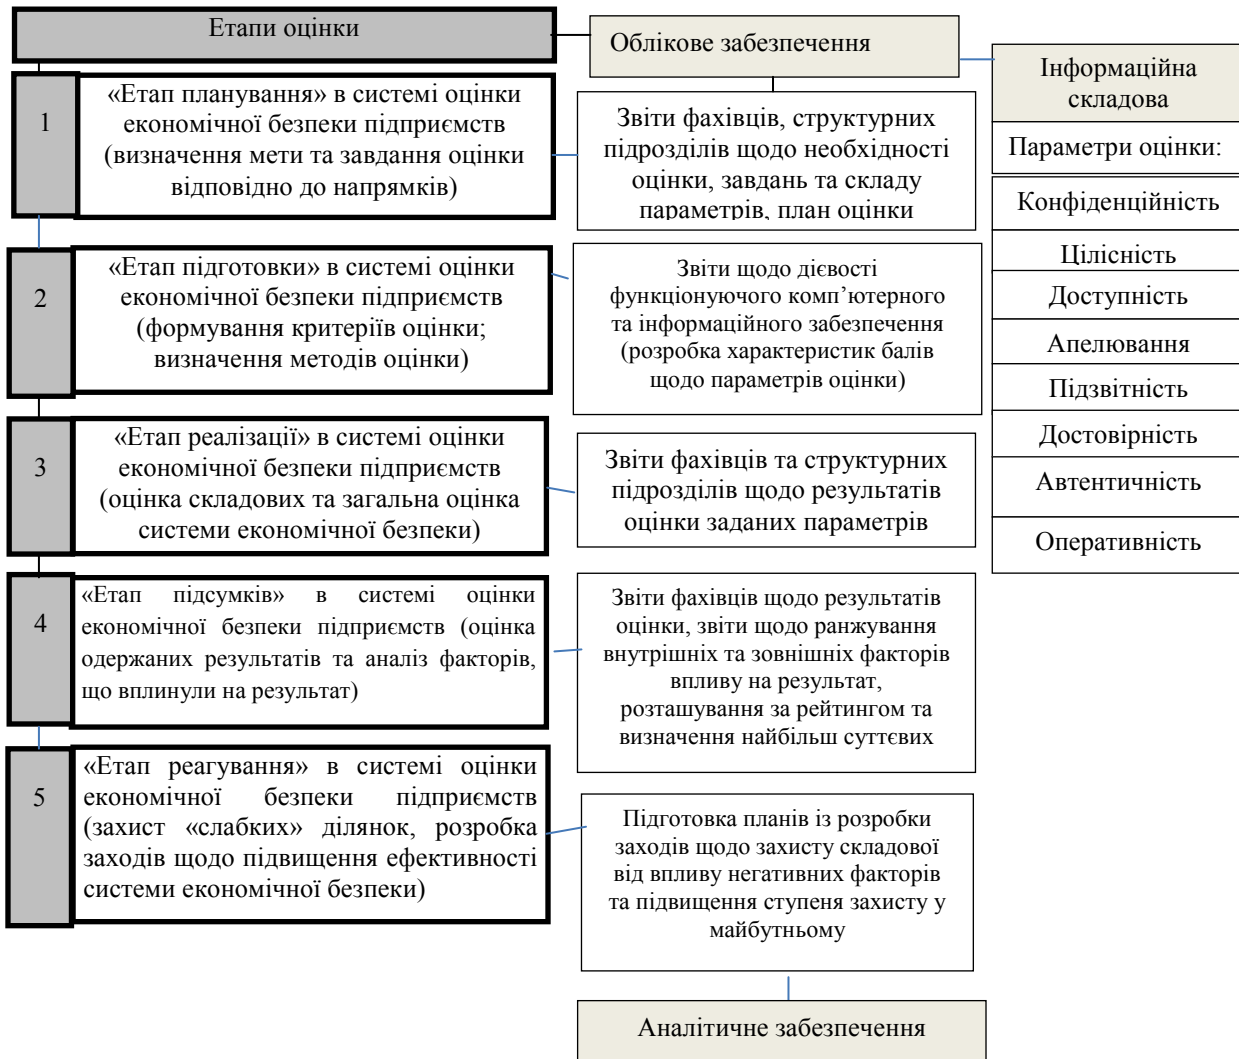 Етапи оцінки
Облікове забезпечення
Інформаційна
складова
1
«Етап планування» в системі оцінки
економічної безпеки підприємств
(визначення мети та завдання оцінки
відповідно до напрямків)
Звіти фахівців, структурних
підрозділів щодо необхідності
оцінки, завдань та складу
параметрів, план оцінки
Параметри оцінки:
Конфіденційність
Цілісність
Доступність
Апелювання
Підзвітність
Достовірність
Автентичність
Оперативність
2
«Етап підготовки» в системі оцінки
економічної безпеки підприємств
(формування критеріїв оцінки;
визначення методів оцінки)
Звіти щодо дієвості
функціонуючого комп’ютерного
та інформаційного забезпечення
(розробка характеристик балів
щодо параметрів оцінки)
3
«Етап реалізації» в системі оцінки
економічної безпеки підприємств
(оцінка складових та загальна оцінка
системи економічної безпеки)
Звіти фахівців та структурних
підрозділів щодо результатів
оцінки заданих параметрів
4
«Етап підсумків» в системі оцінки
економічної безпеки підприємств (оцінка
одержаних результатів та аналіз факторів,
що вплинули на результат)
Звіти фахівців щодо результатів
оцінки, звіти щодо ранжування
внутрішніх та зовнішніх факторів
впливу на результат,
розташування за рейтингом та
визначення найбільш суттєвих
5
«Етап реагування» в системі оцінки
економічної безпеки підприємств
(захист «слабких» ділянок, розробка
заходів щодо підвищення ефективності
системи економічної безпеки)
Підготовка планів із розробки
заходів щодо захисту складової
від впливу негативних факторів
та підвищення ступеня захисту у
майбутньому
Аналітичне забезпечення